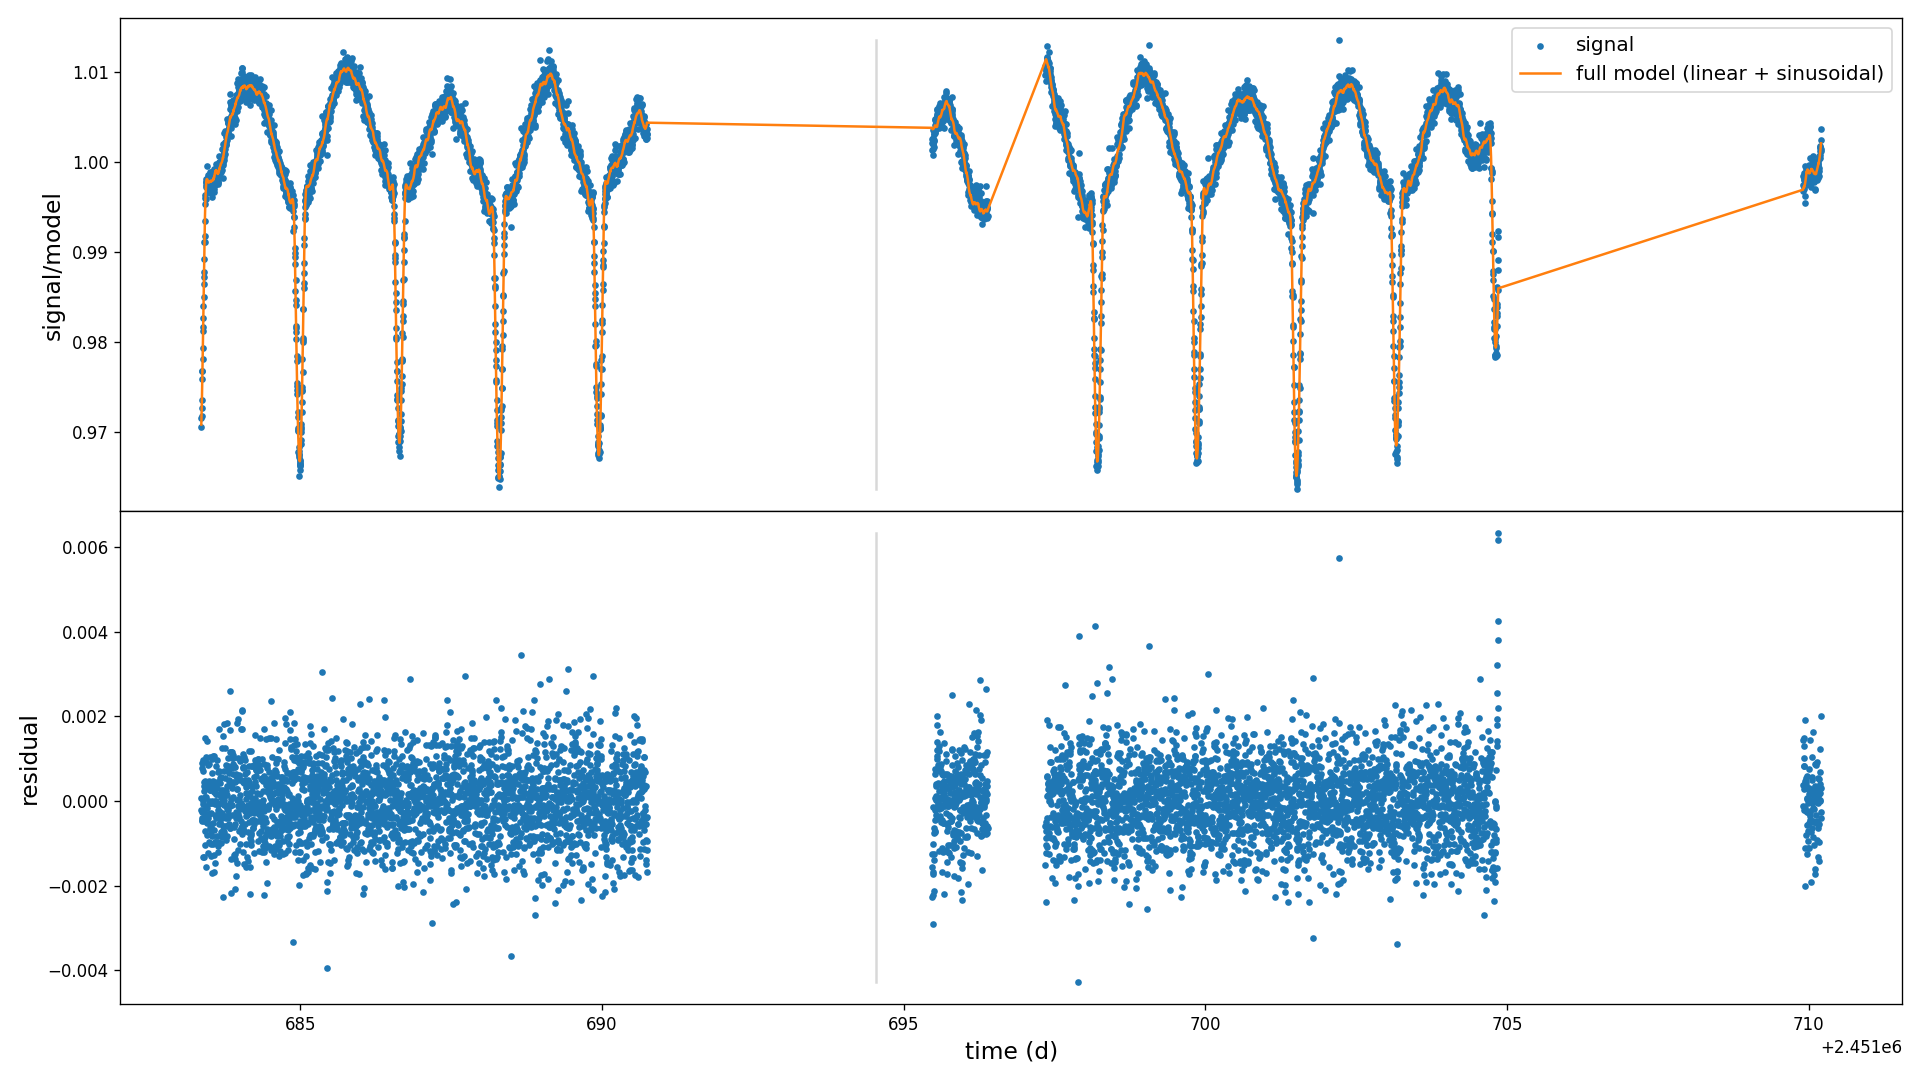 signal
full model (linear + sinusoidal)
1.01
1.00
0.99
0.98
0.97
signal/model
0.006
0.004
0.002
0.000
−0.002
−0.004
residual
685 690 695 700 705 710
+2.451e6
time (d)